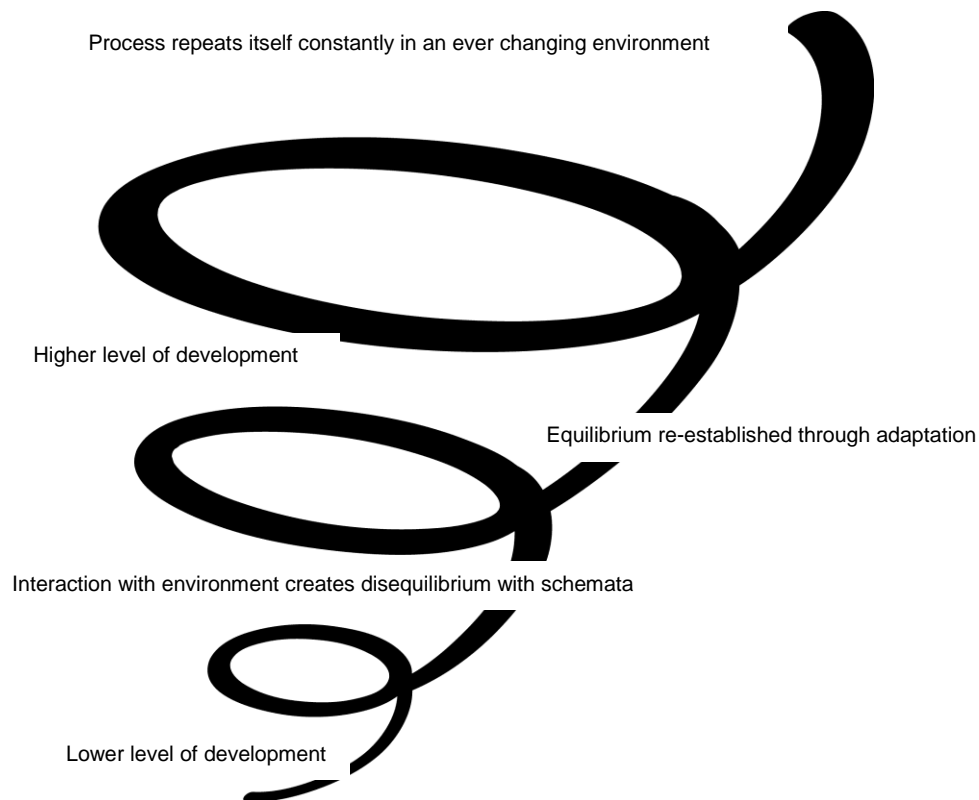 Process repeats itself constantly in an ever changing environment
Higher level of development
Equilibrium re-established through adaptation
Interaction with environment creates disequilibrium with schemata
Lower level of development